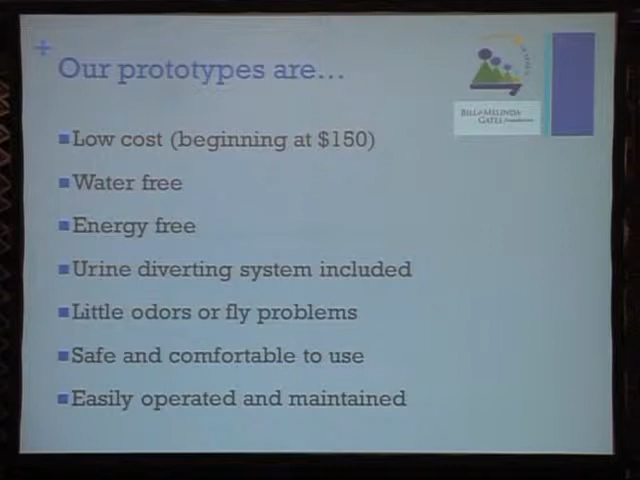 +
Our prototypes are...
Low cost (beginning at $150)
Water free
Energy free
Urine diverting system included
Little odors or fly problems
Safe and comfortable to use
Easily operated and maintained
BILL & MELINDA
GATES foundation